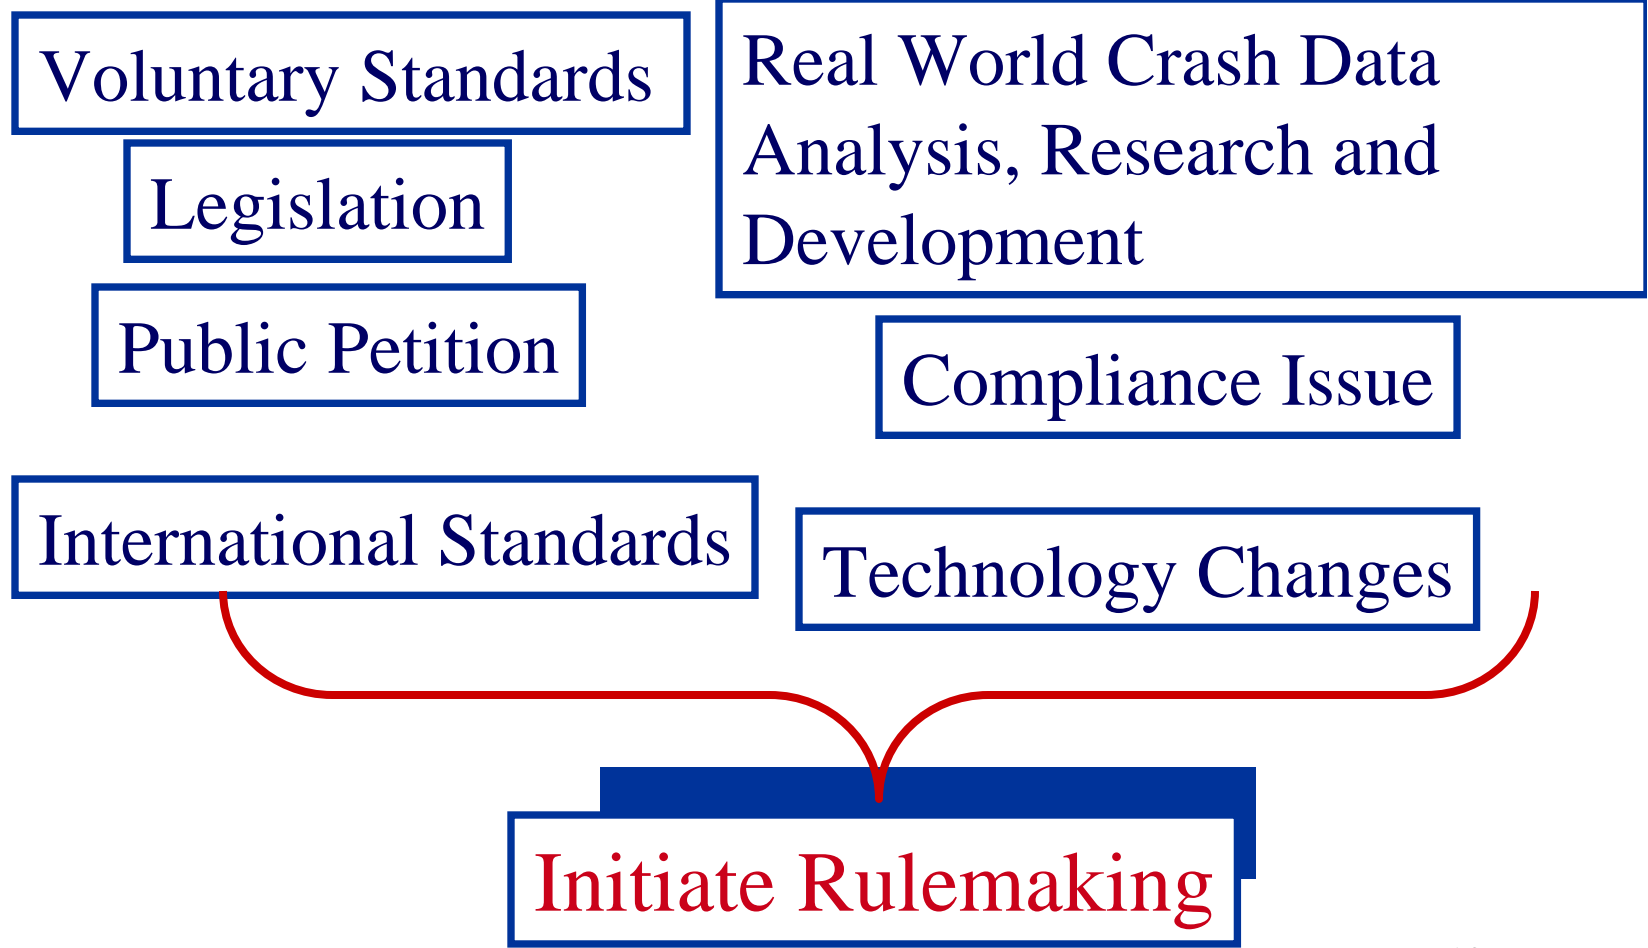 Voluntary Standards
Legislation
Public Petition
International Standards
Real World Crash Data
Analysis, Research and
Development
Compliance Issue
Technology Changes
Initiate Rulemaking